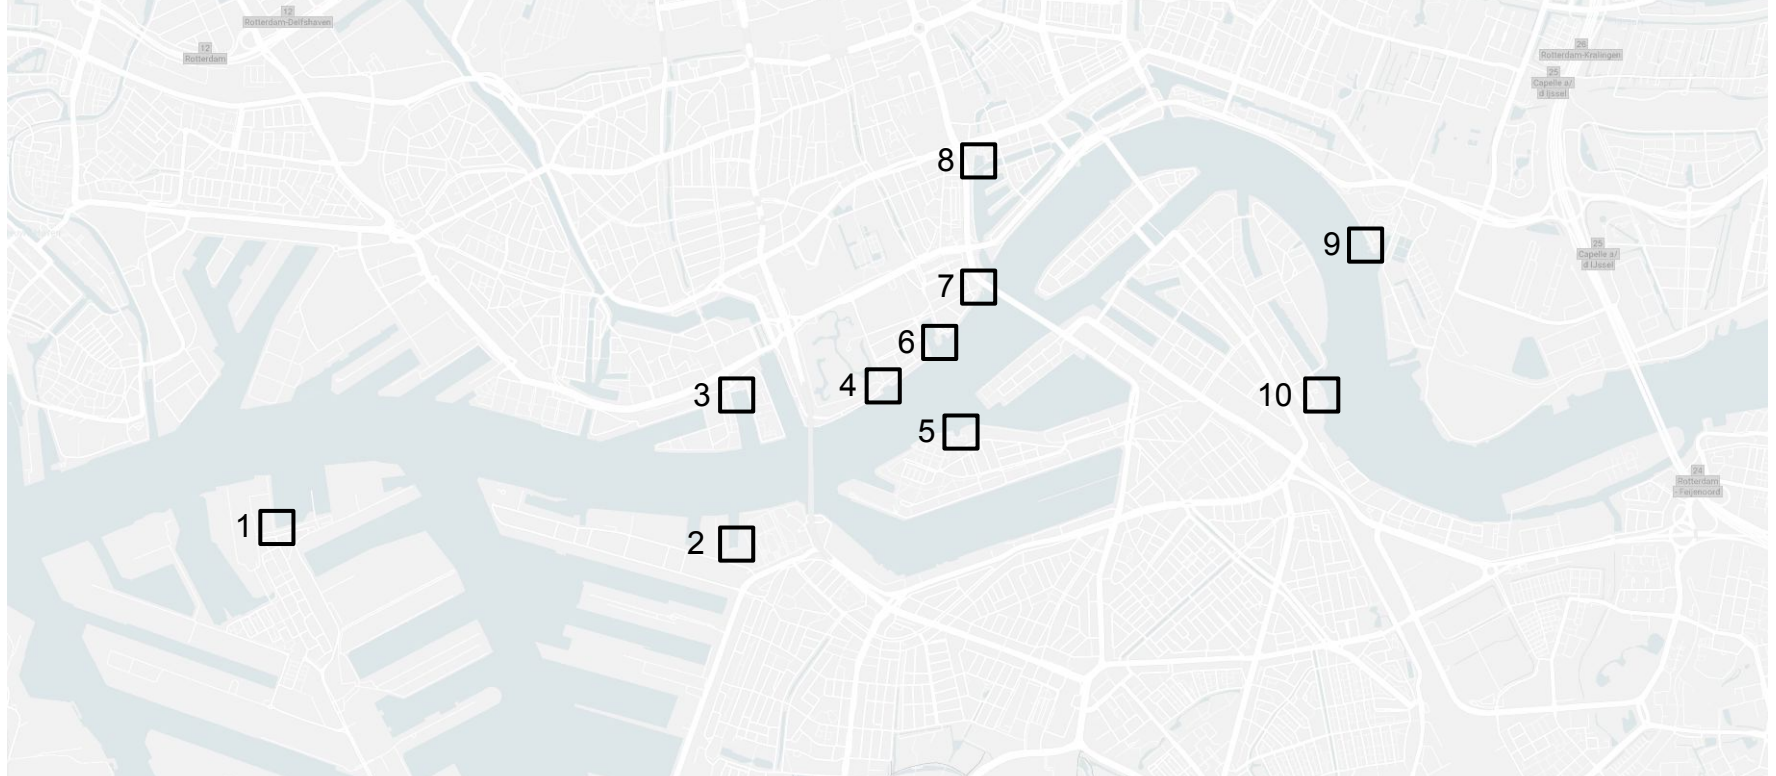 12
Rotterdam-Delfshaven
12
Rotterdam
26
Rotterdam-Kralingen
25
Capelle a/
d IJssel
8
9
25
Capelle a/
d IJssel
7
6
4
3
10
5
24
Rotterdam
- Feijenoord
1
2